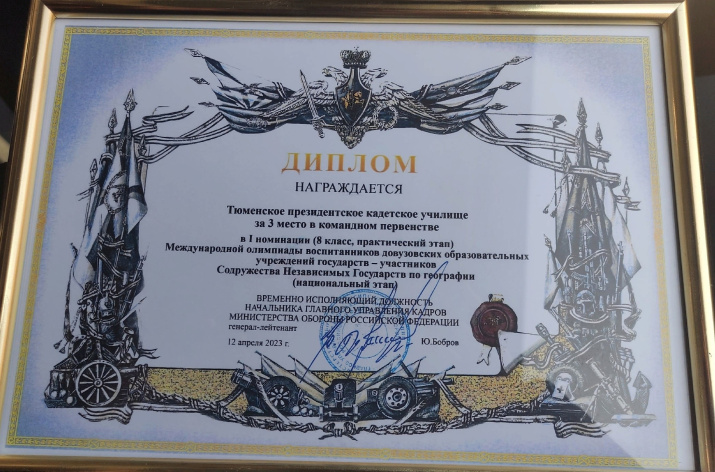 ДИПЛОМ
НАГРАЖДАЕТСЯ
Тюменское президентское кадетское училище
за 3 место в командном первенстве
в I номинации (8 класс, практический этап)
Международной олимпиады воспитанников довузовских образовательных
учреждений государств – участников
Содружества Независимых Государств по географии
(национальный этап)
ВРЕМЕННО ИСПОЛНЯЮЩИЙ ДОЛЖНОСТЬ
НАЧАЛЬНИКА ГЛАВНОГО УПРАВЛЕНИЯ КАДРОВ
МИНИСТЕРСТВА ОБОРОНЫ РОССИЙСКОЙ ФЕДЕРАЦИИ
генерал-лейтенант
12 апреля 2023 г. Ю.Бобров